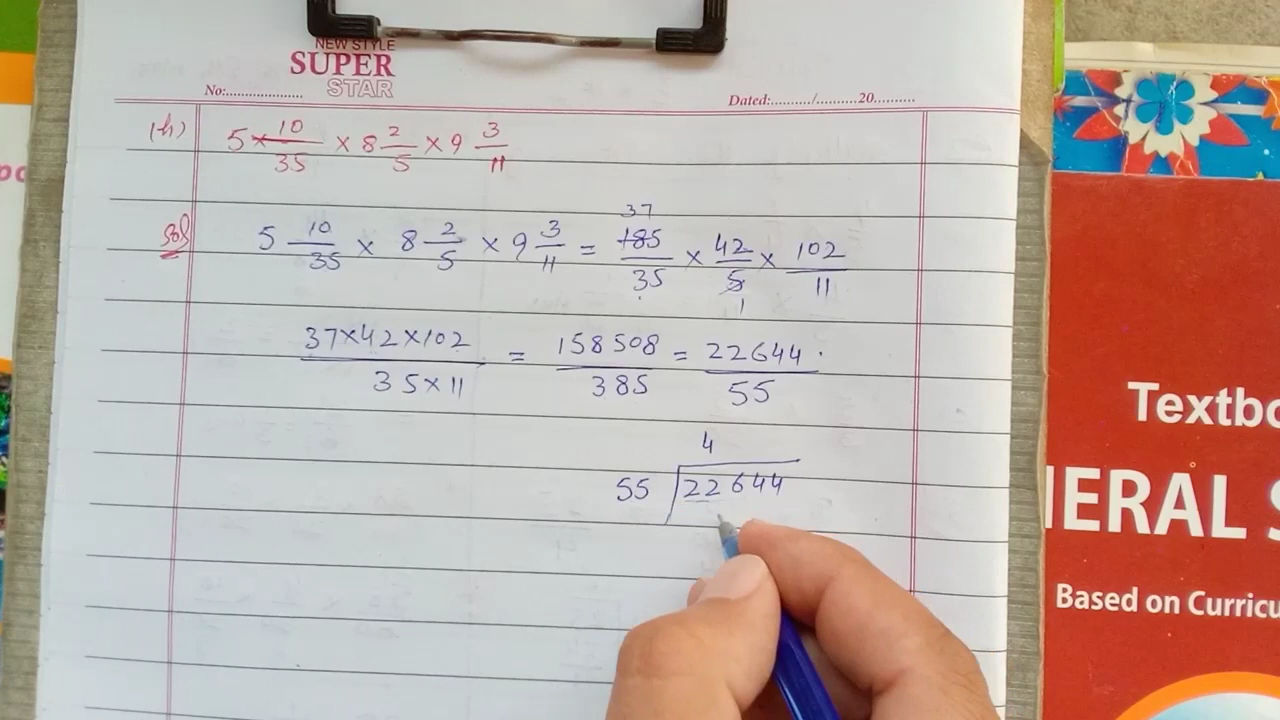 NEW STYLE
SUPER
STAR
No:.................... Dated:........../..........20..........
(h) 5 10/35 × 8 2/5 × 9 3/11
Sol 5 10/35 × 8 2/5 × 9 3/11 = 185/35 × 42/5 × 102/11
37
1
37×42×102/35×11 = 158508/385 = 22644/55
4
55 22644
Textbo
IERAL S
Based on Curricu